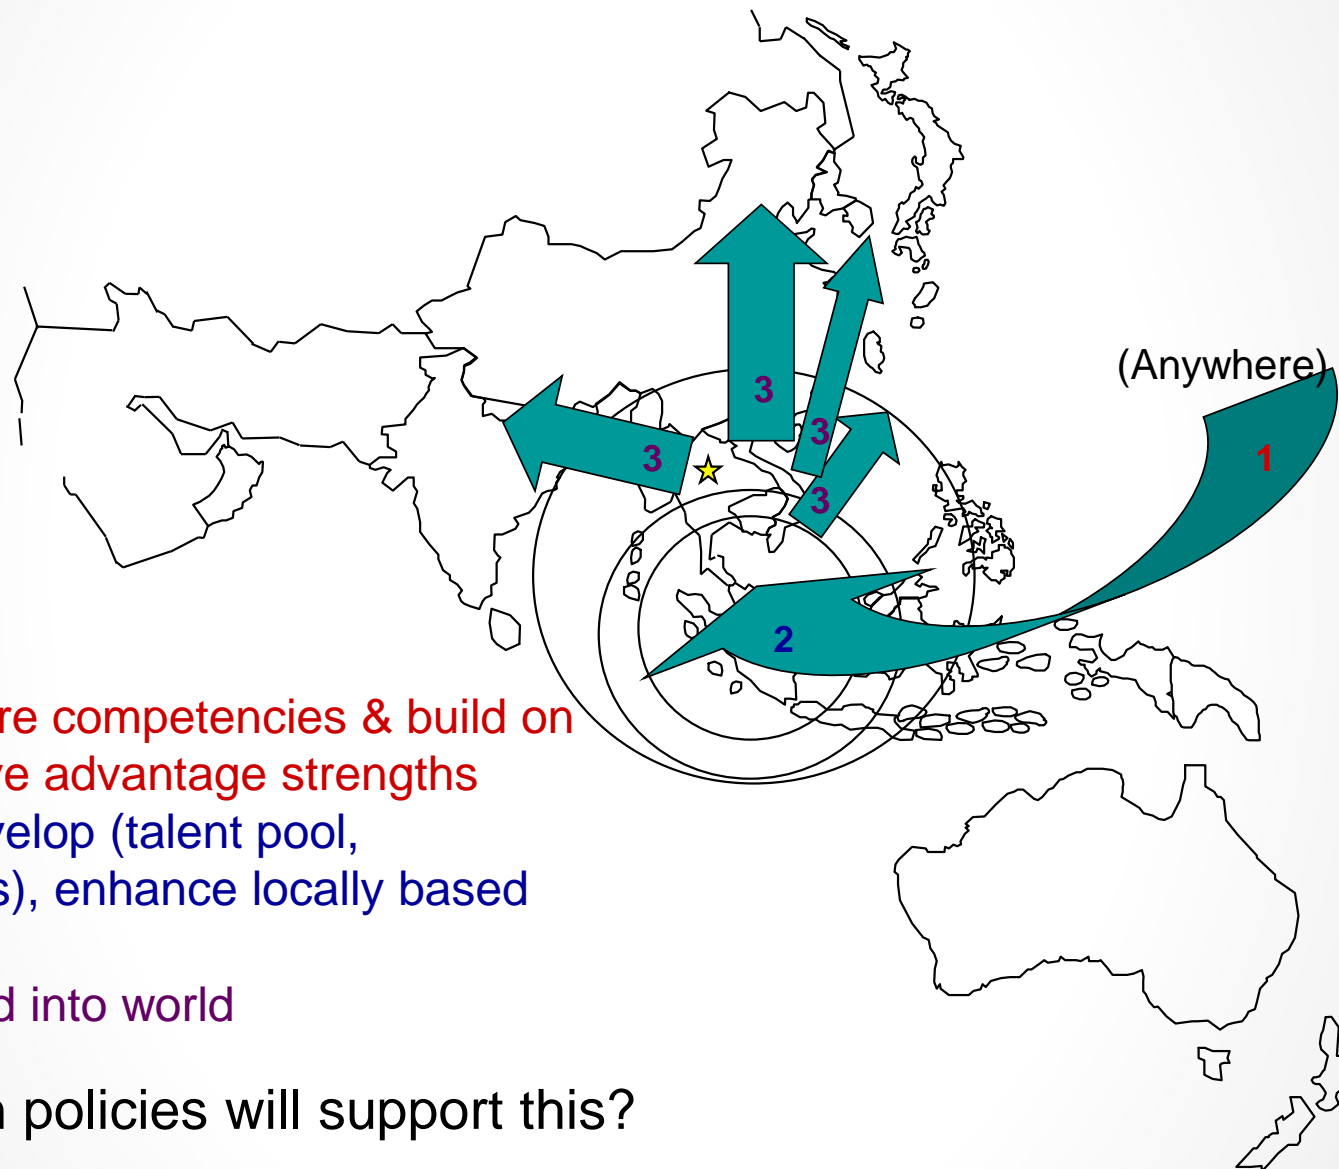 (Anywhere)
3
3
3
3
1
2
re competencies & build on
ve advantage strengths
velop (talent pool,
s), enhance locally based
d into world
n policies will support this?